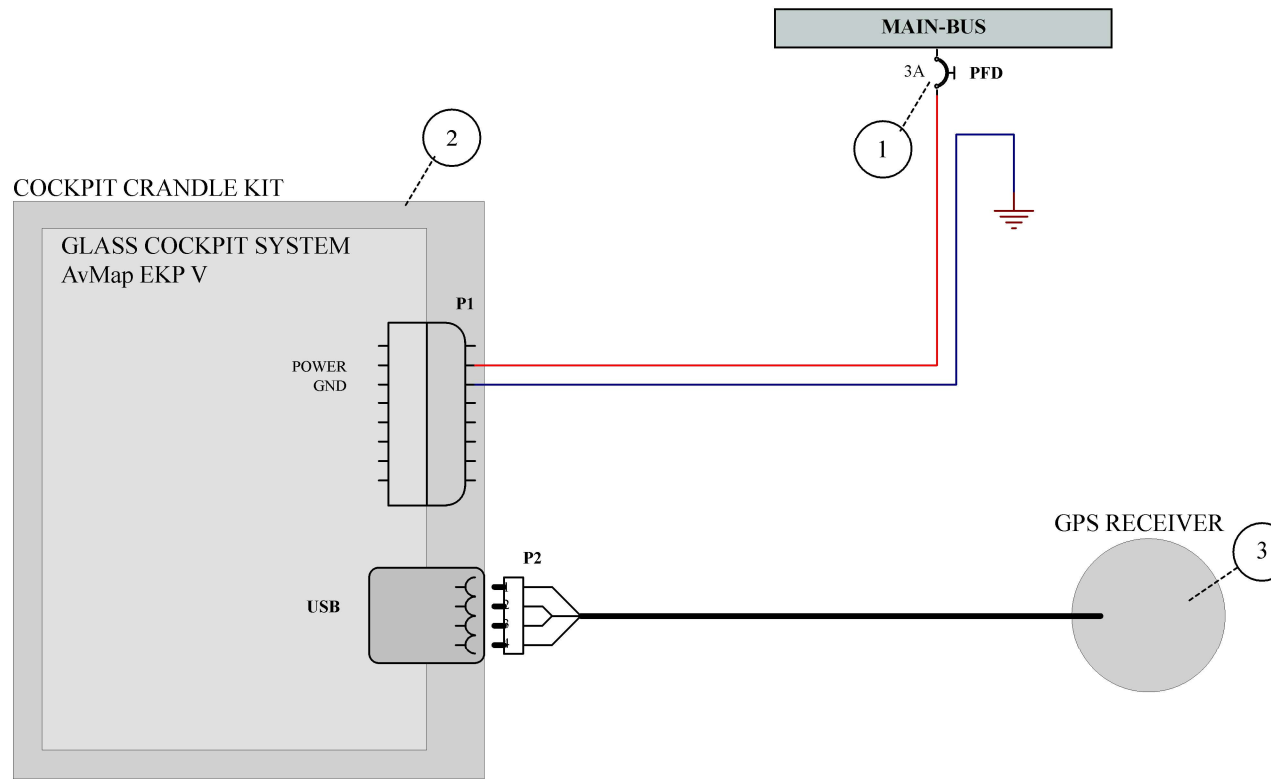 MAIN-BUS
3A PFD
1
2
COCKPIT CRANDLE KIT
GLASS COCKPIT SYSTEM
AvMap EKP V
P1
POWER
GND
GPS RECEIVER
3
P2
USB
1
2
3
4